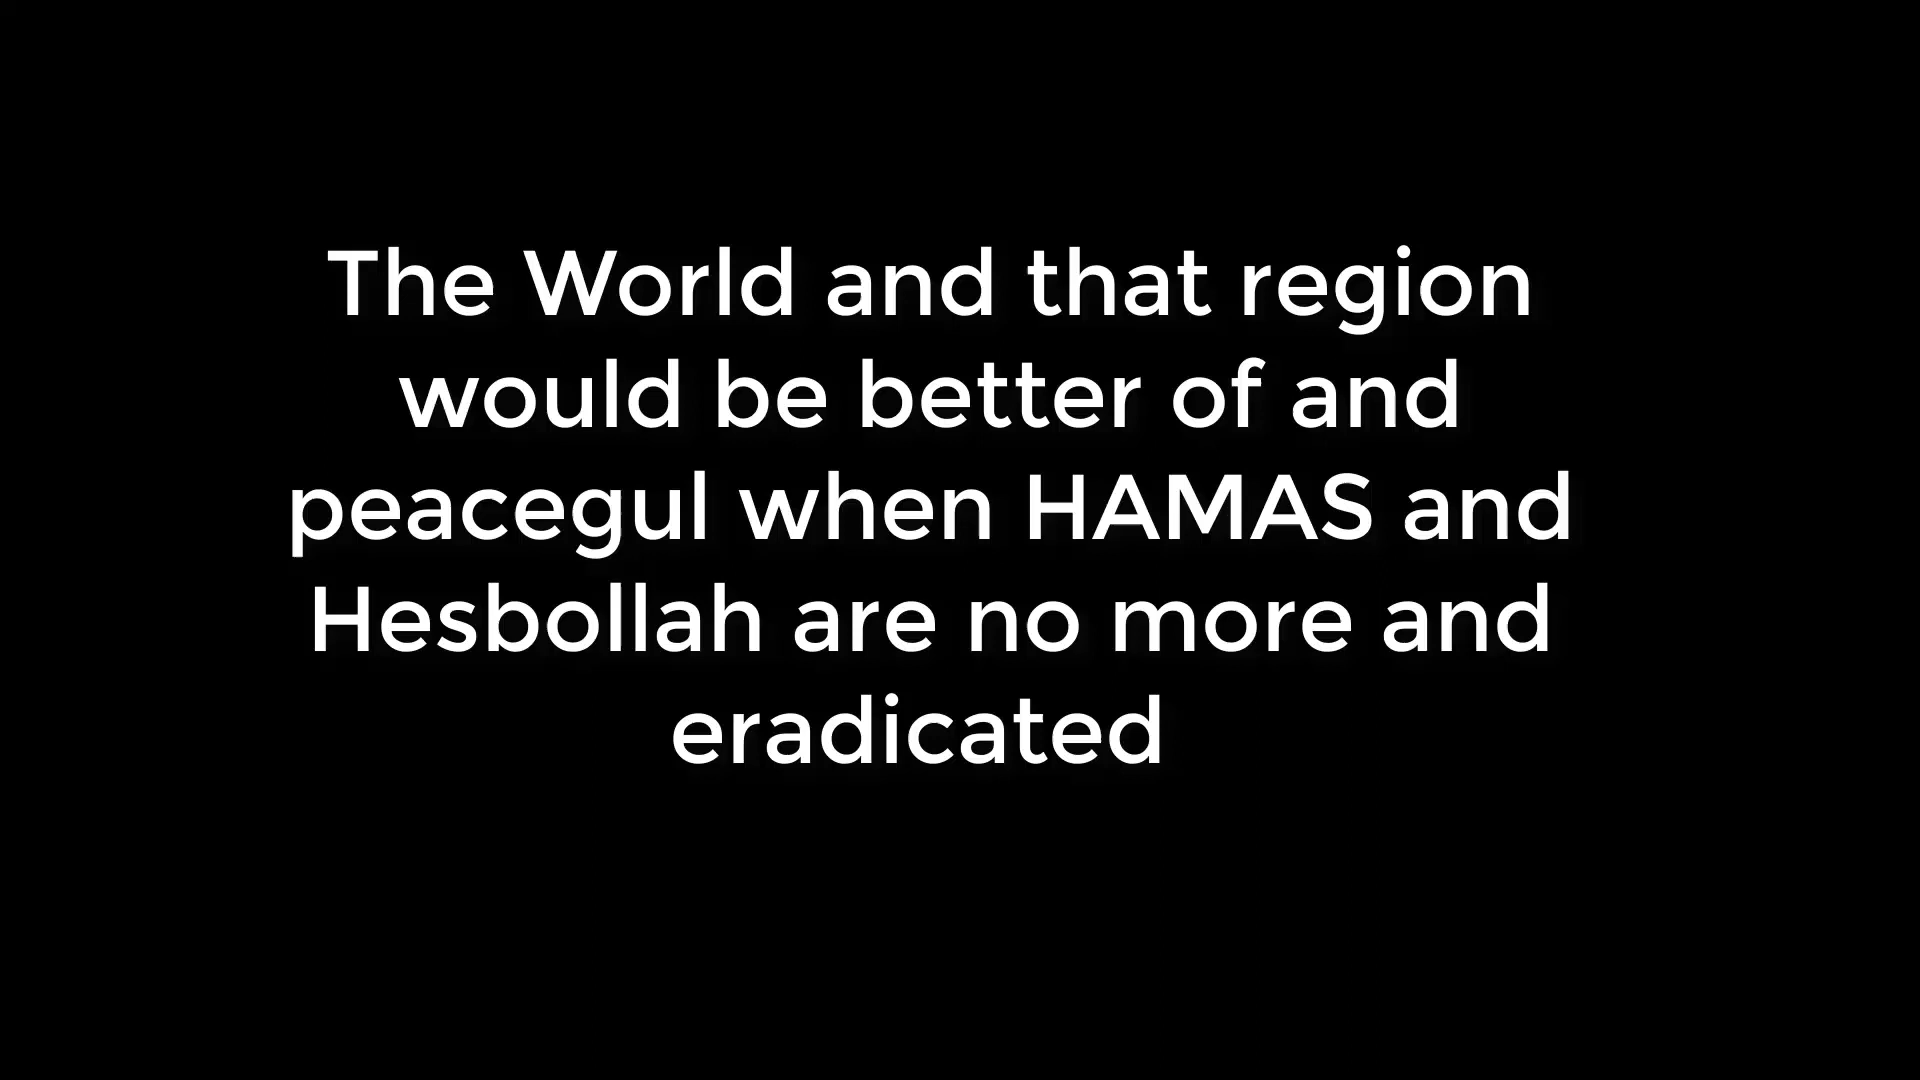 The World and that region
would be better of and
peacegul when HAMAS and
Hesbollah are no more and
eradicated